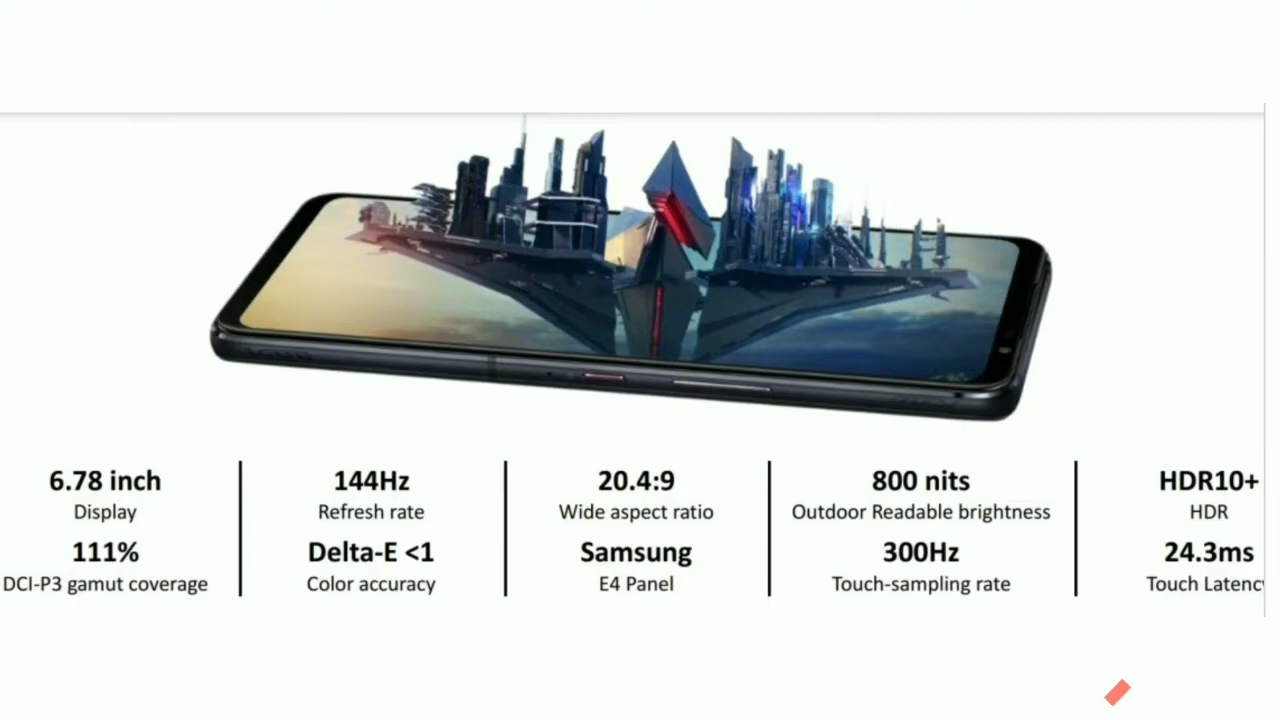 6.78 inch
Display
111%
DCI-P3 gamut coverage
144Hz
Refresh rate
Delta-E <1
Color accuracy
20.4:9
Wide aspect ratio
Samsung
E4 Panel
800 nits
Outdoor Readable brightness
300Hz
Touch-sampling rate
HDR10+
HDR
24.3ms
Touch Latenc